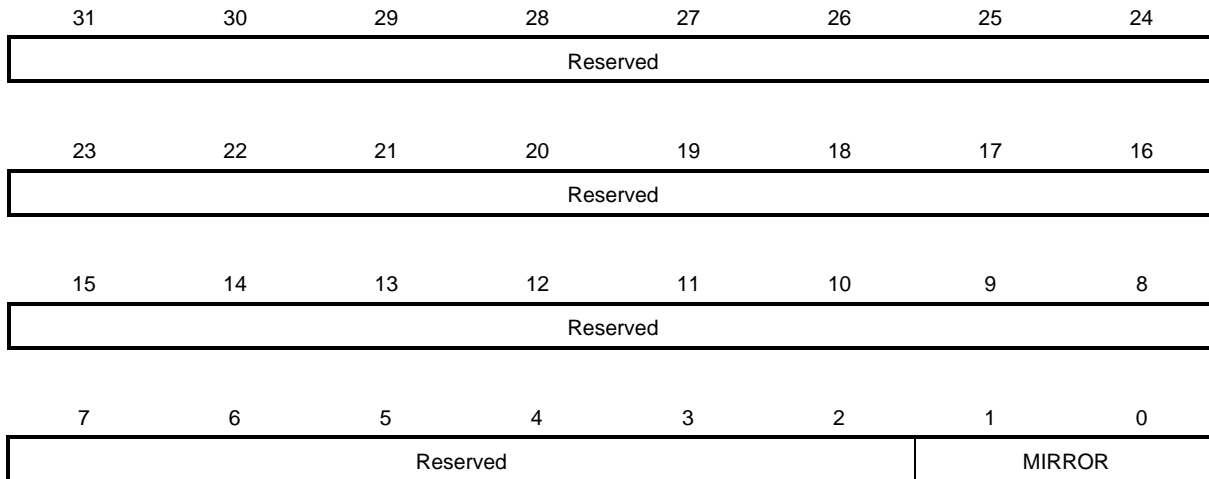 31 30 29 28 27 26 25 24
Reserved
23 22 21 20 19 18 17 16
Reserved
15 14 13 12 11 10 9 8
Reserved
7 6 5 4 3 2 1 0
Reserved MIRROR